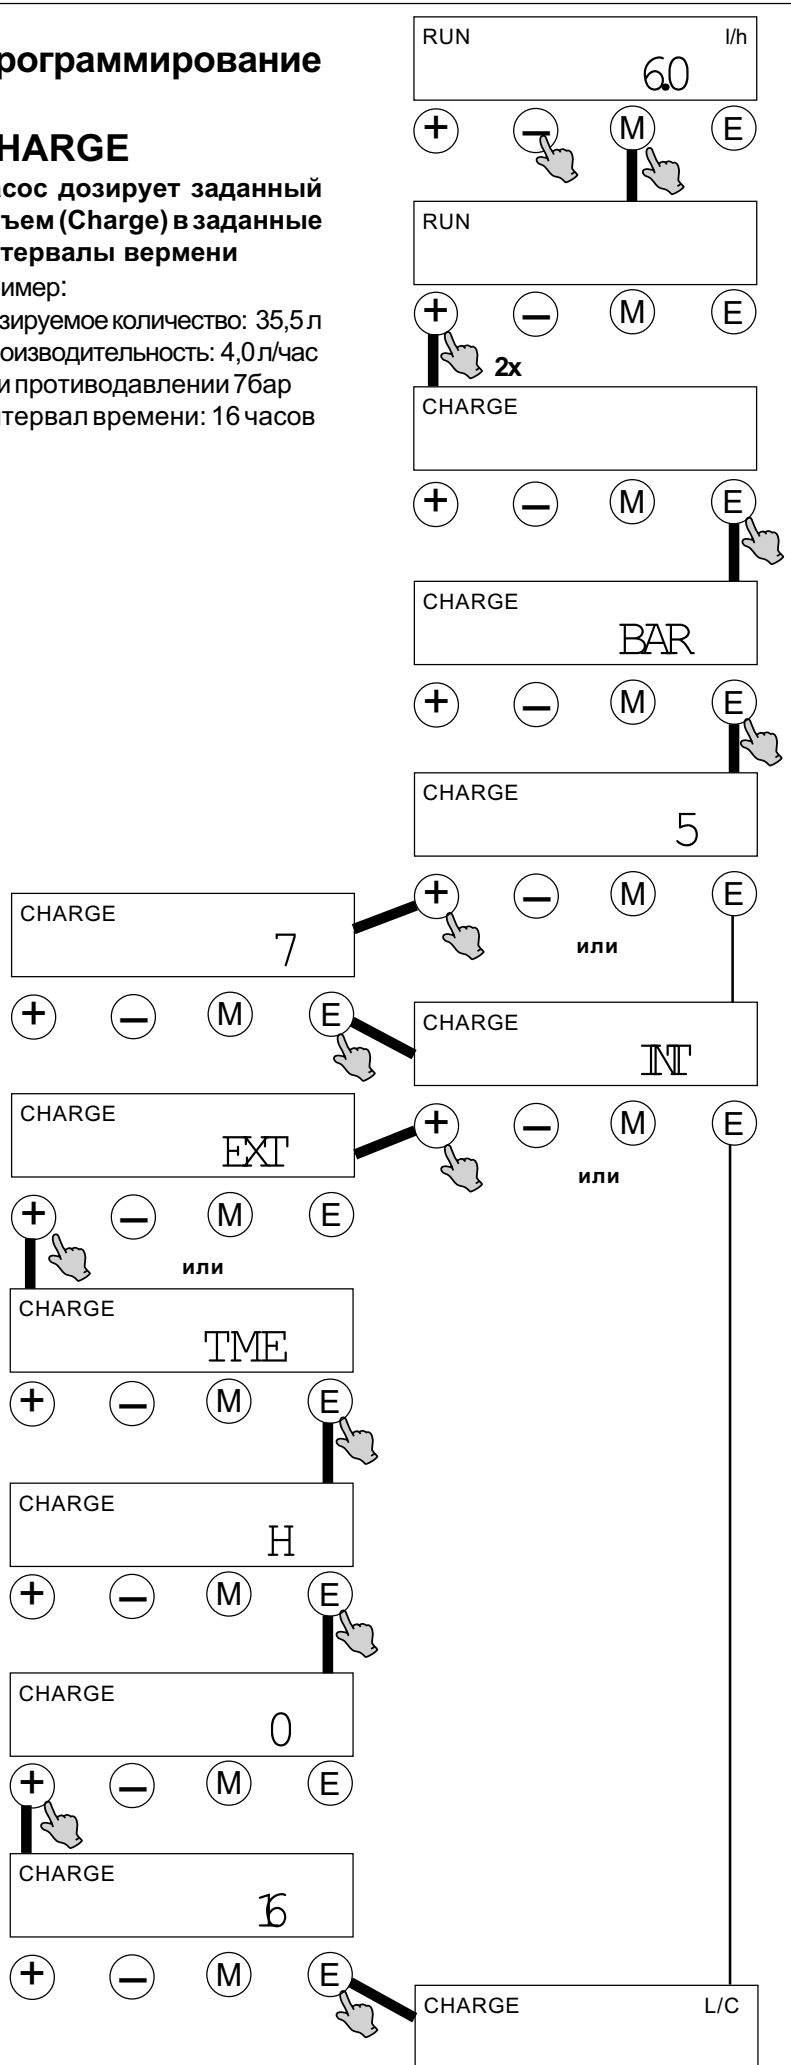 рограммирование
HARGE
асос дозирует заданный
ъем (Charge) в заданные
тервалы вермени
имер:
зируемое количество: 35,5 л
оизводительность: 4,0 л/час
и противодавлении 7бар
тервал времени: 16 часов
RUN l/h
6.0
+ – M E
RUN
+ – M E
2x
CHARGE
+ – M E
CHARGE
BAR
+ – M E
CHARGE
5
+ – M E
или
CHARGE
7
+ – M E
CHARGE
INT
+ – M E
или
CHARGE
EXT
+ – M E
или
CHARGE
TME
+ – M E
CHARGE
H
+ – M E
CHARGE
0
+ – M E
CHARGE
16
+ – M E
CHARGE L/C